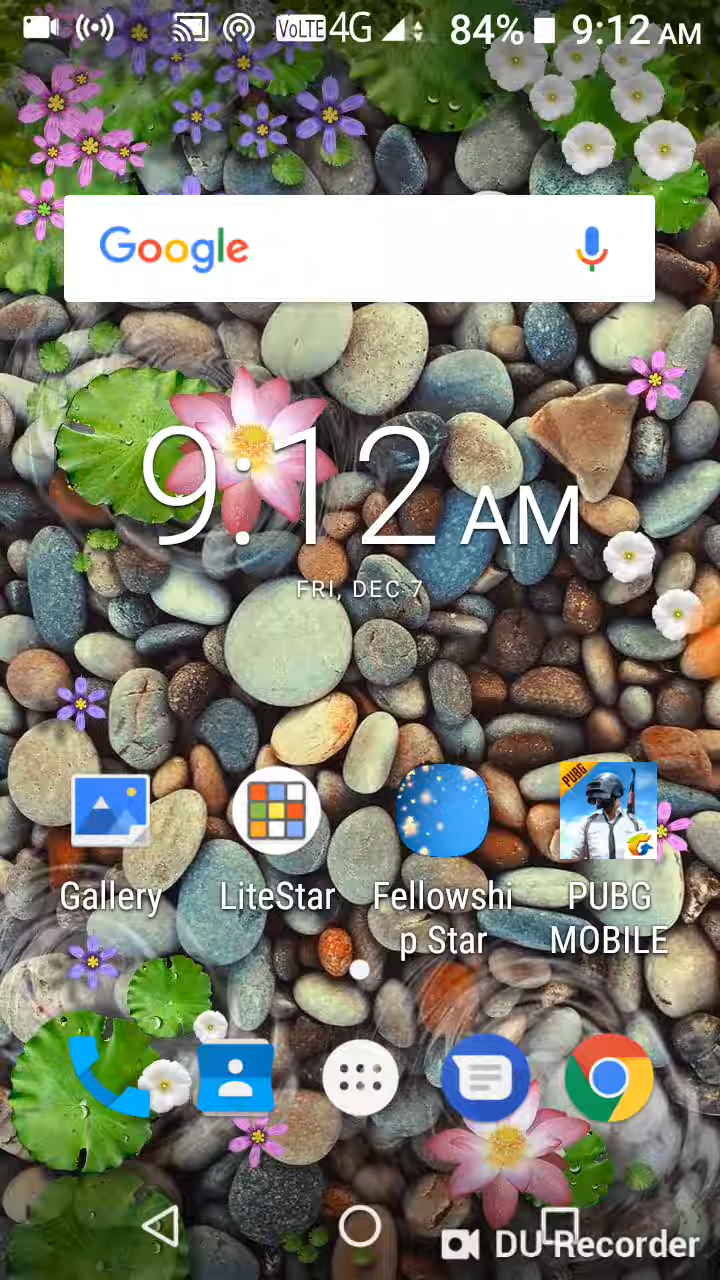 VoLTE 4G 84% 9:12 AM
Google
9:12 AM
FRI, DEC 7
PUBG
Gallery LiteStar Fellowshi PUBG
p Star MOBILE
DU Recorder